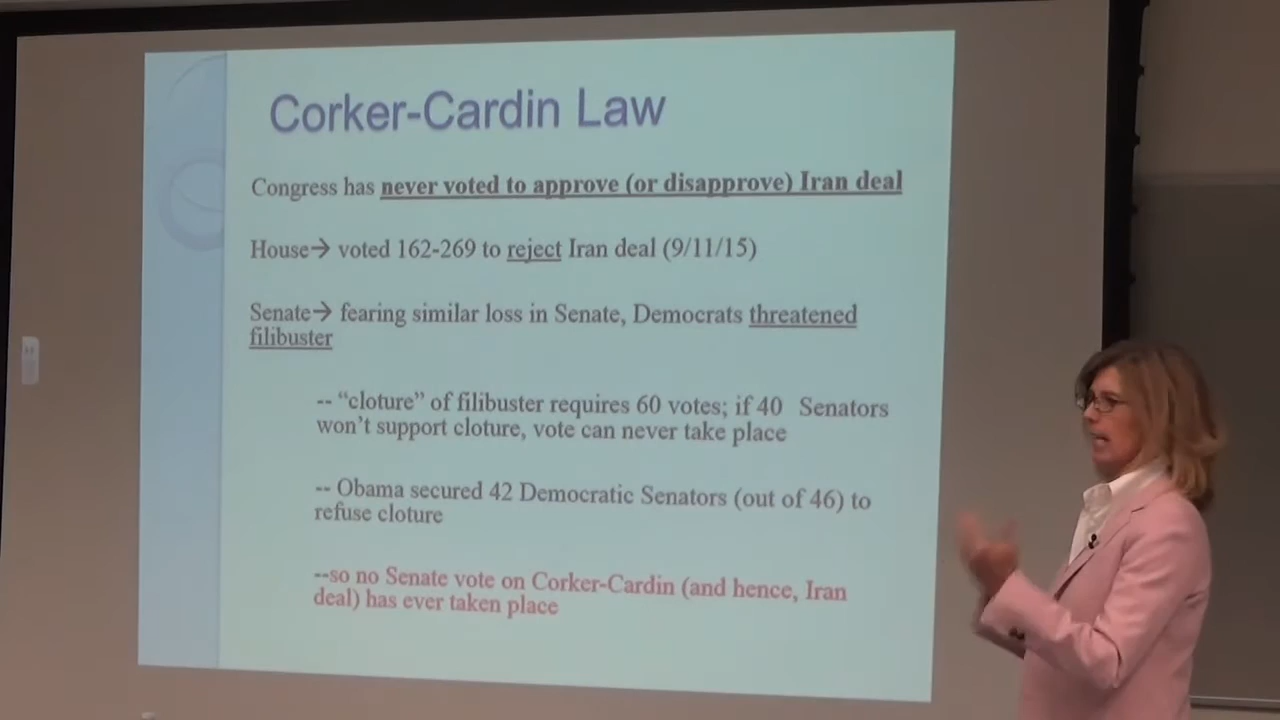 Corker-Cardin Law
Congress has never voted to approve (or disapprove) Iran deal
House→ voted 162-269 to reject Iran deal (9/11/15)
Senate→ fearing similar loss in Senate, Democrats threatened
filibuster
-- “cloture” of filibuster requires 60 votes; if 40 Senators
won’t support cloture, vote can never take place
-- Obama secured 42 Democratic Senators (out of 46) to
refuse cloture
--so no Senate vote on Corker-Cardin (and hence, Iran
deal) has ever taken place